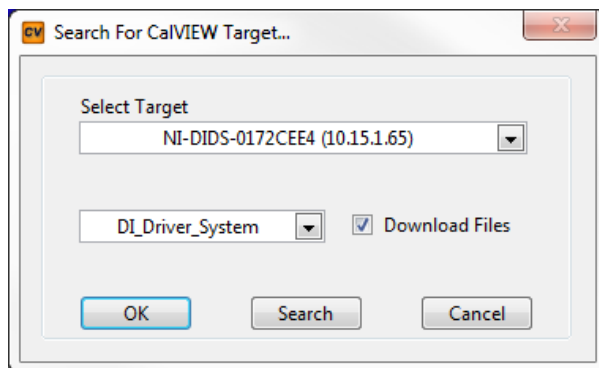 CV Search For CalVIEW Target...
Select Target
NI-DIDS-0172CEE4 (10.15.1.65)
DI_Driver_System Download Files
OK Search Cancel